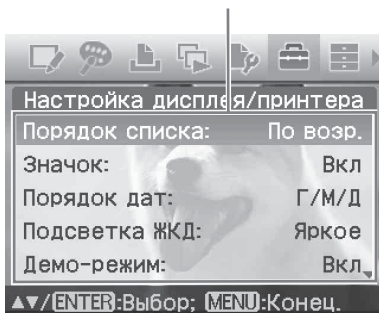 Настройка дисплея/принтера
Порядок списка: По возр.
Значок: Вкл
Порядок дат: Г/М/Д
Подсветка ЖКД: Яркое
Демо-режим: Вкл
▲▼/ENTER:Выбор; MENU:Конец.